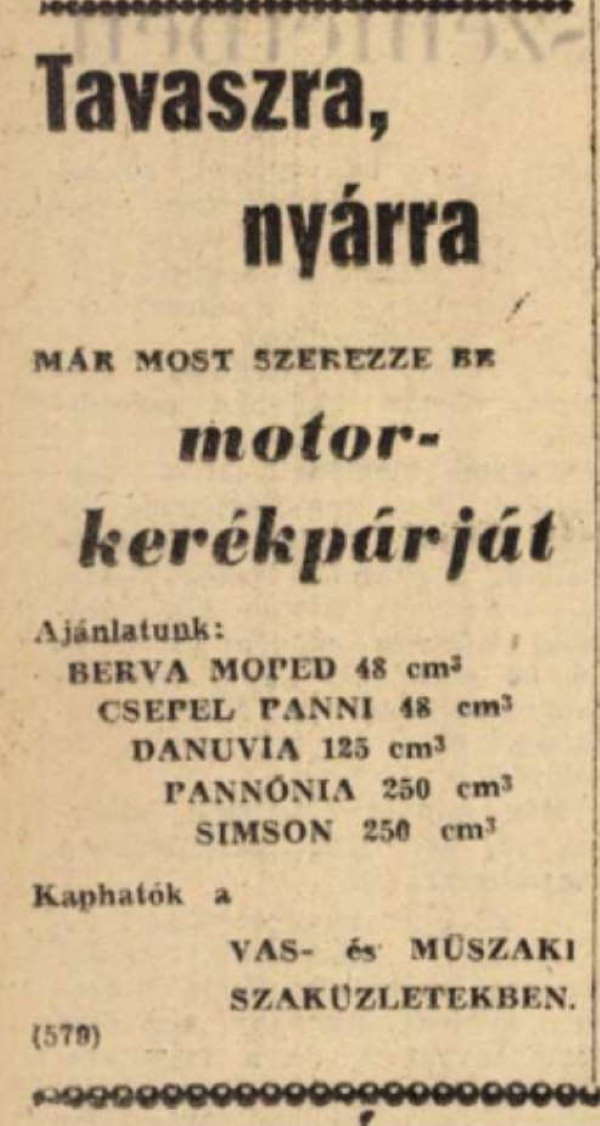 Tavaszra,
nyárra
MÁR MOST SZEREZZE BE
motor-
kerékpárját
Ajánlatunk:
BERVA MOPED 48 cm³
CSEPEL PANNI 48 cm³
DANUVIA 125 cm³
PANNÓNIA 250 cm³
SIMSON 250 cm³
Kaphatók a
VAS- és MŰSZAKI
SZAKÜZLETEKBEN.
(579)